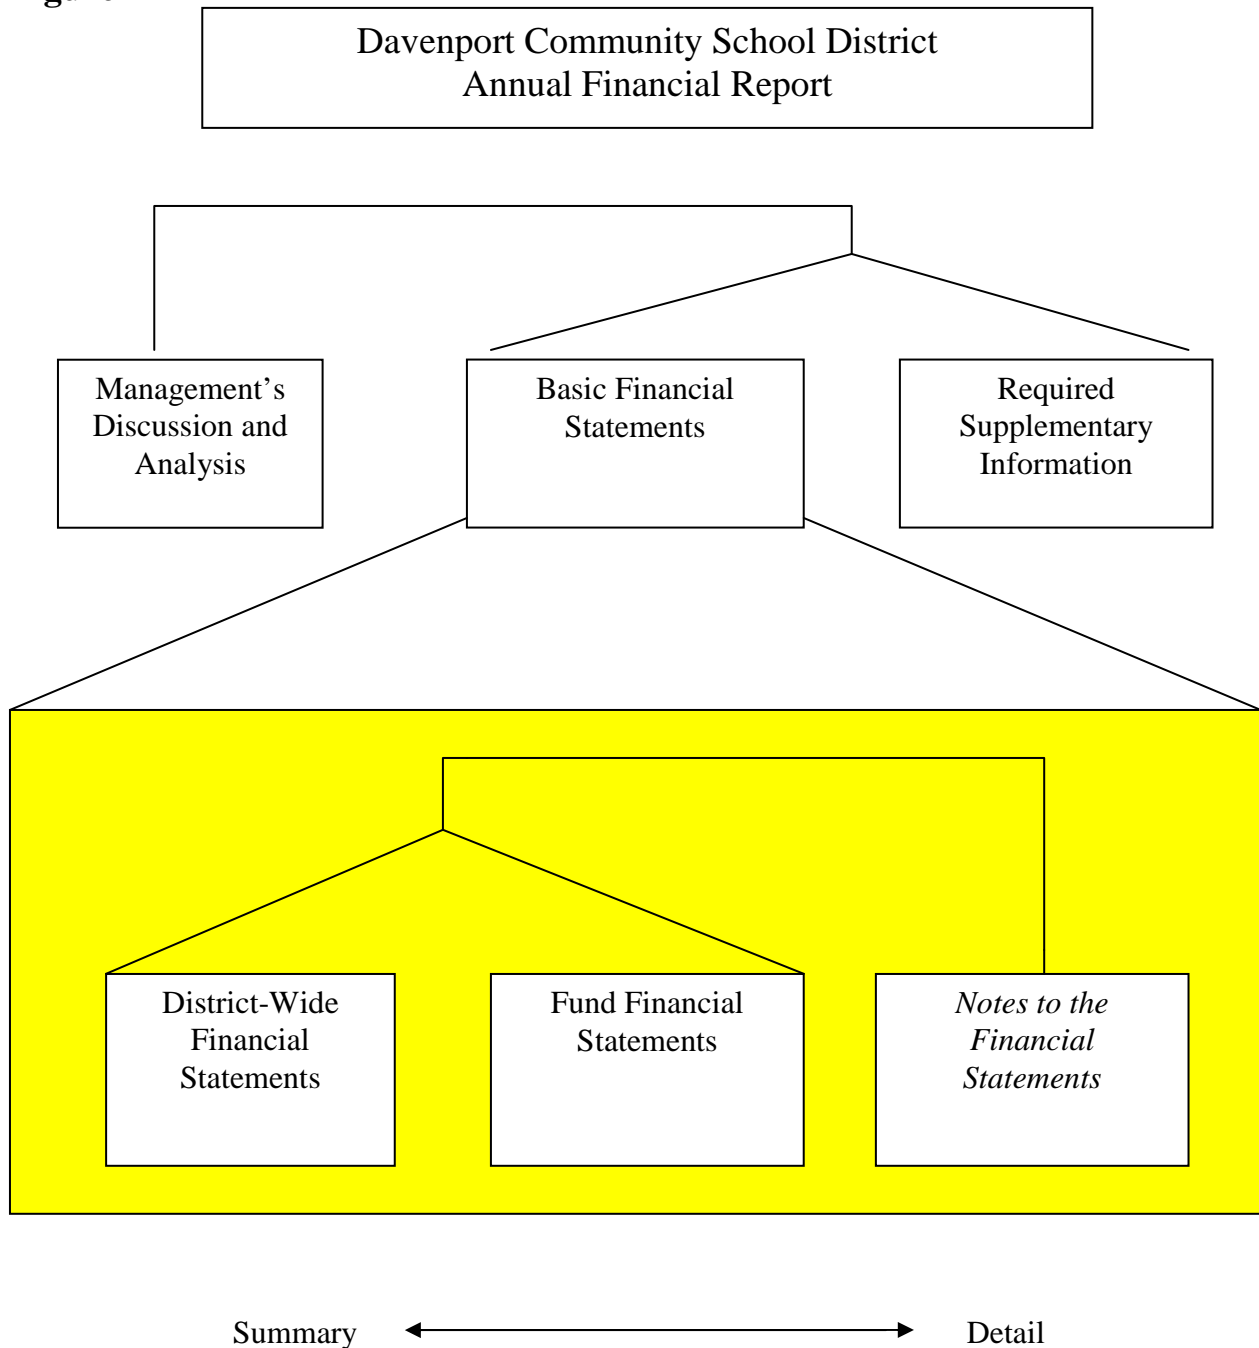 Davenport Community School District
Annual Financial Report
Management’s
Discussion and
Analysis
Basic Financial
Statements
Required
Supplementary
Information
District-Wide
Financial
Statements
Fund Financial
Statements
Notes to the
Financial
Statements
Summary
Detail